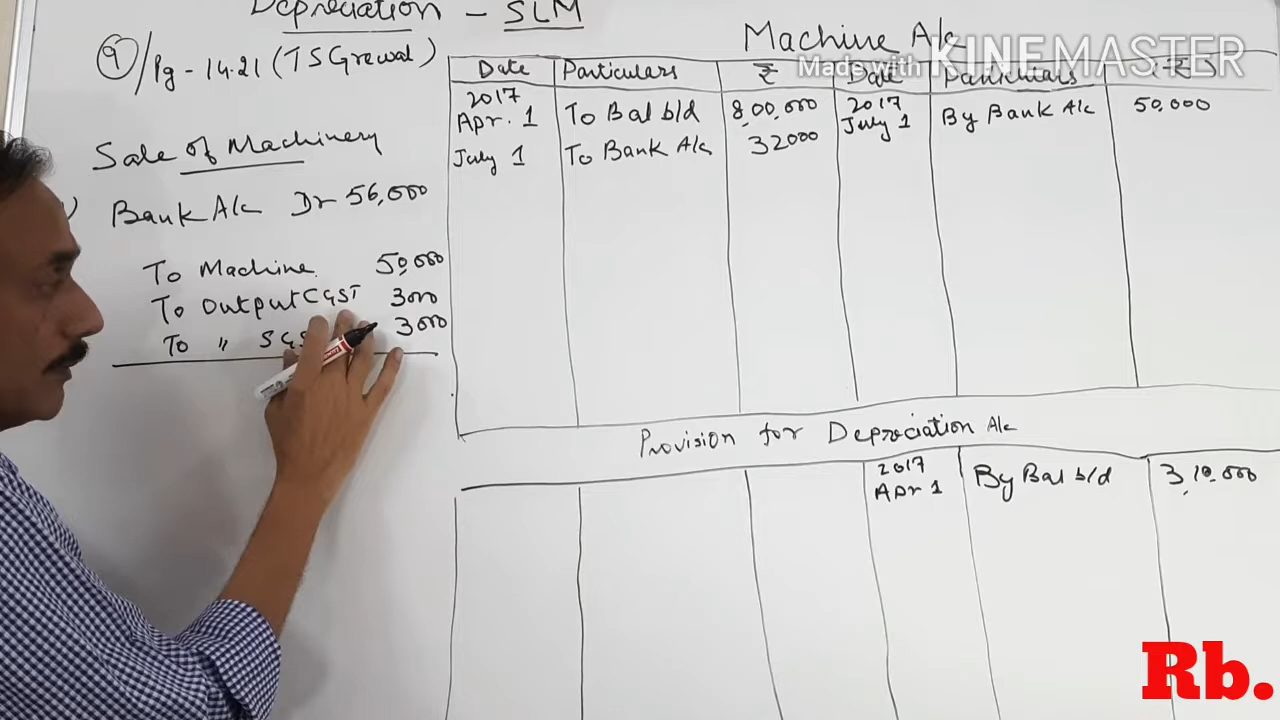 Depreciation - SLM
9/Pg - 14.21 (TS Grewal)
Sale of Machinery
Bank A/c Dr 56,000
To Machine 50,000
To Output CGST 3000
To " SGS 3000
Machine A/c
Made with KINEMASTER
Date Particulars ₹ Date Particulars ₹
2017 Apr. 1 To Bal b/d 8,00,000 2017 July 1 By Bank A/c 50,000
July 1 To Bank A/c 32000
Provision for Depreciation A/c
2017 Apr 1 By Bal b/d 3,10,000
Rb.